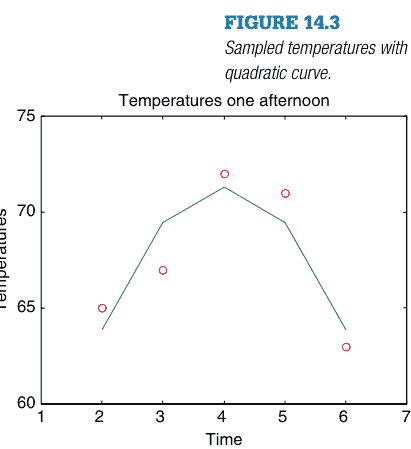 FIGURE 14.3
Sampled temperatures with
quadratic curve.
Temperatures one afternoon
75
70
65
60
1 2 3 4 5 6 7
Time